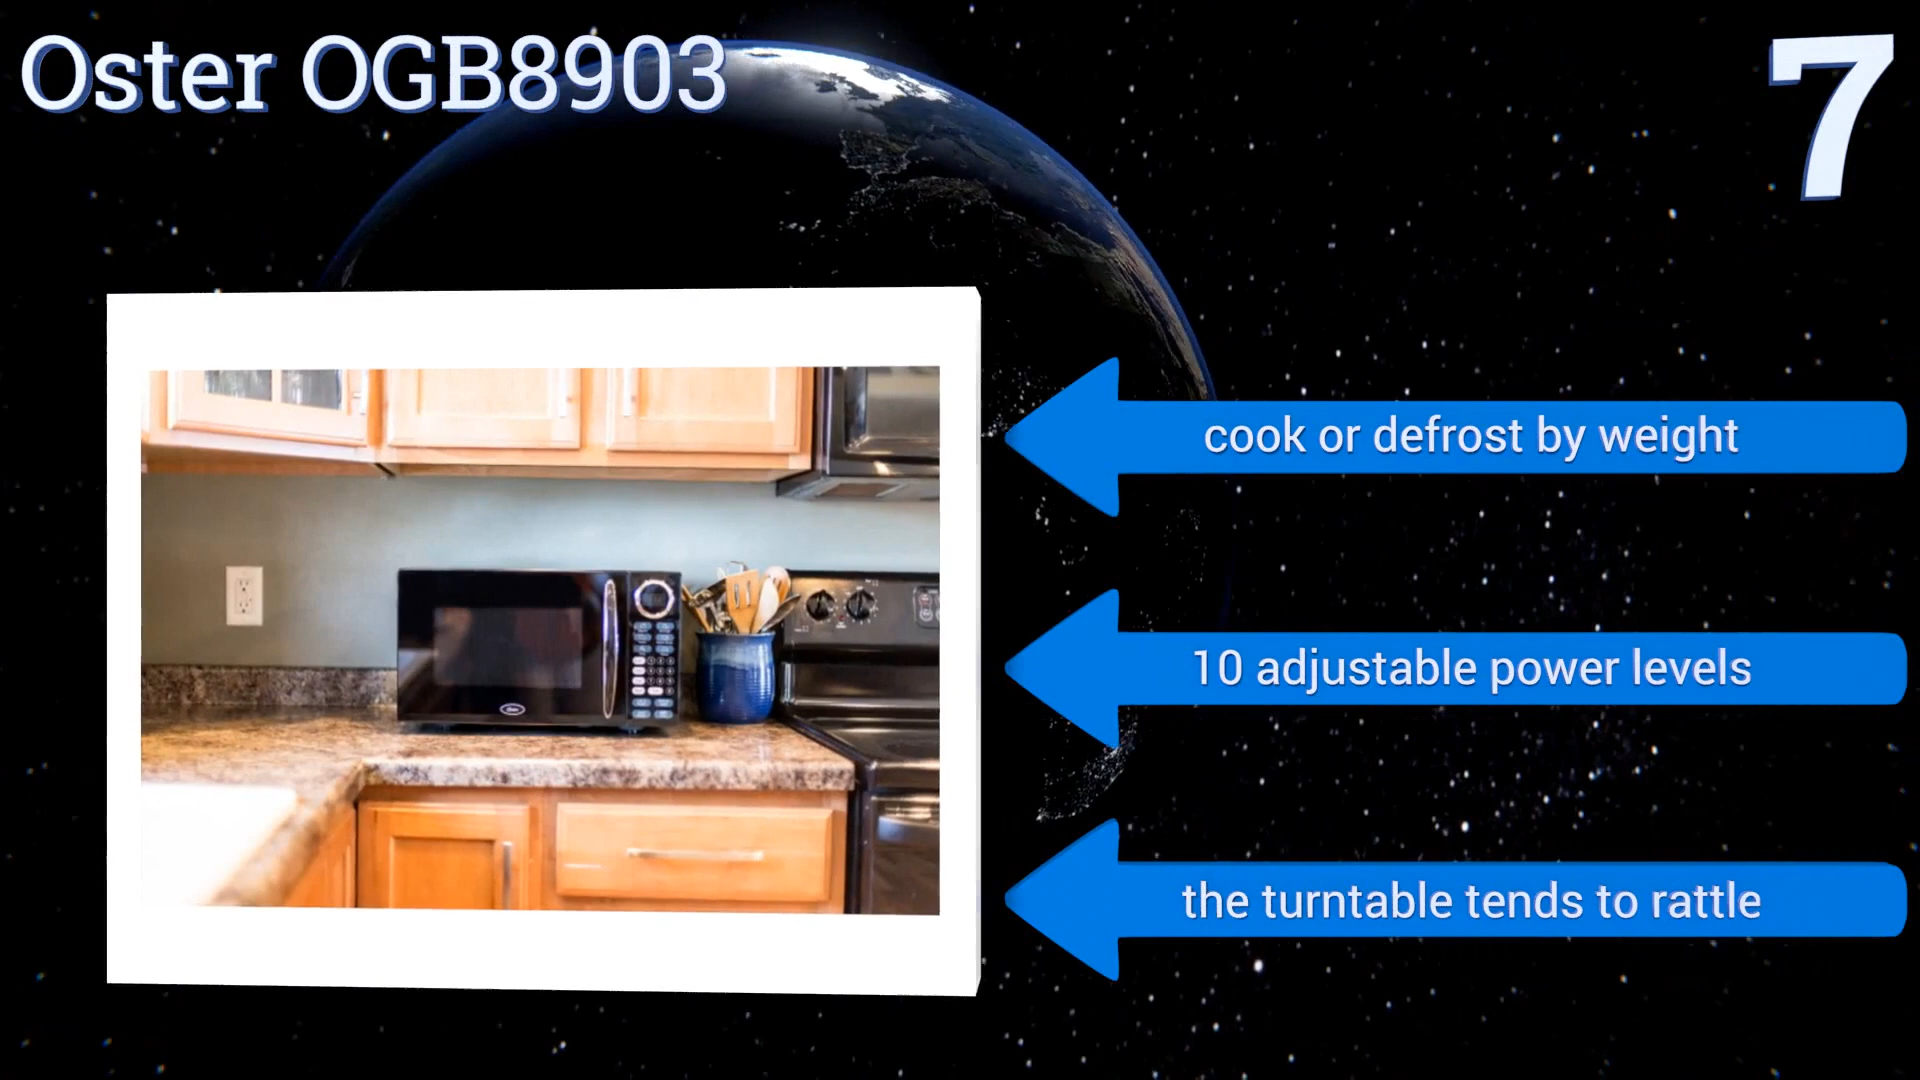 Oster OGB8903
7
cook or defrost by weight
10 adjustable power levels
the turntable tends to rattle